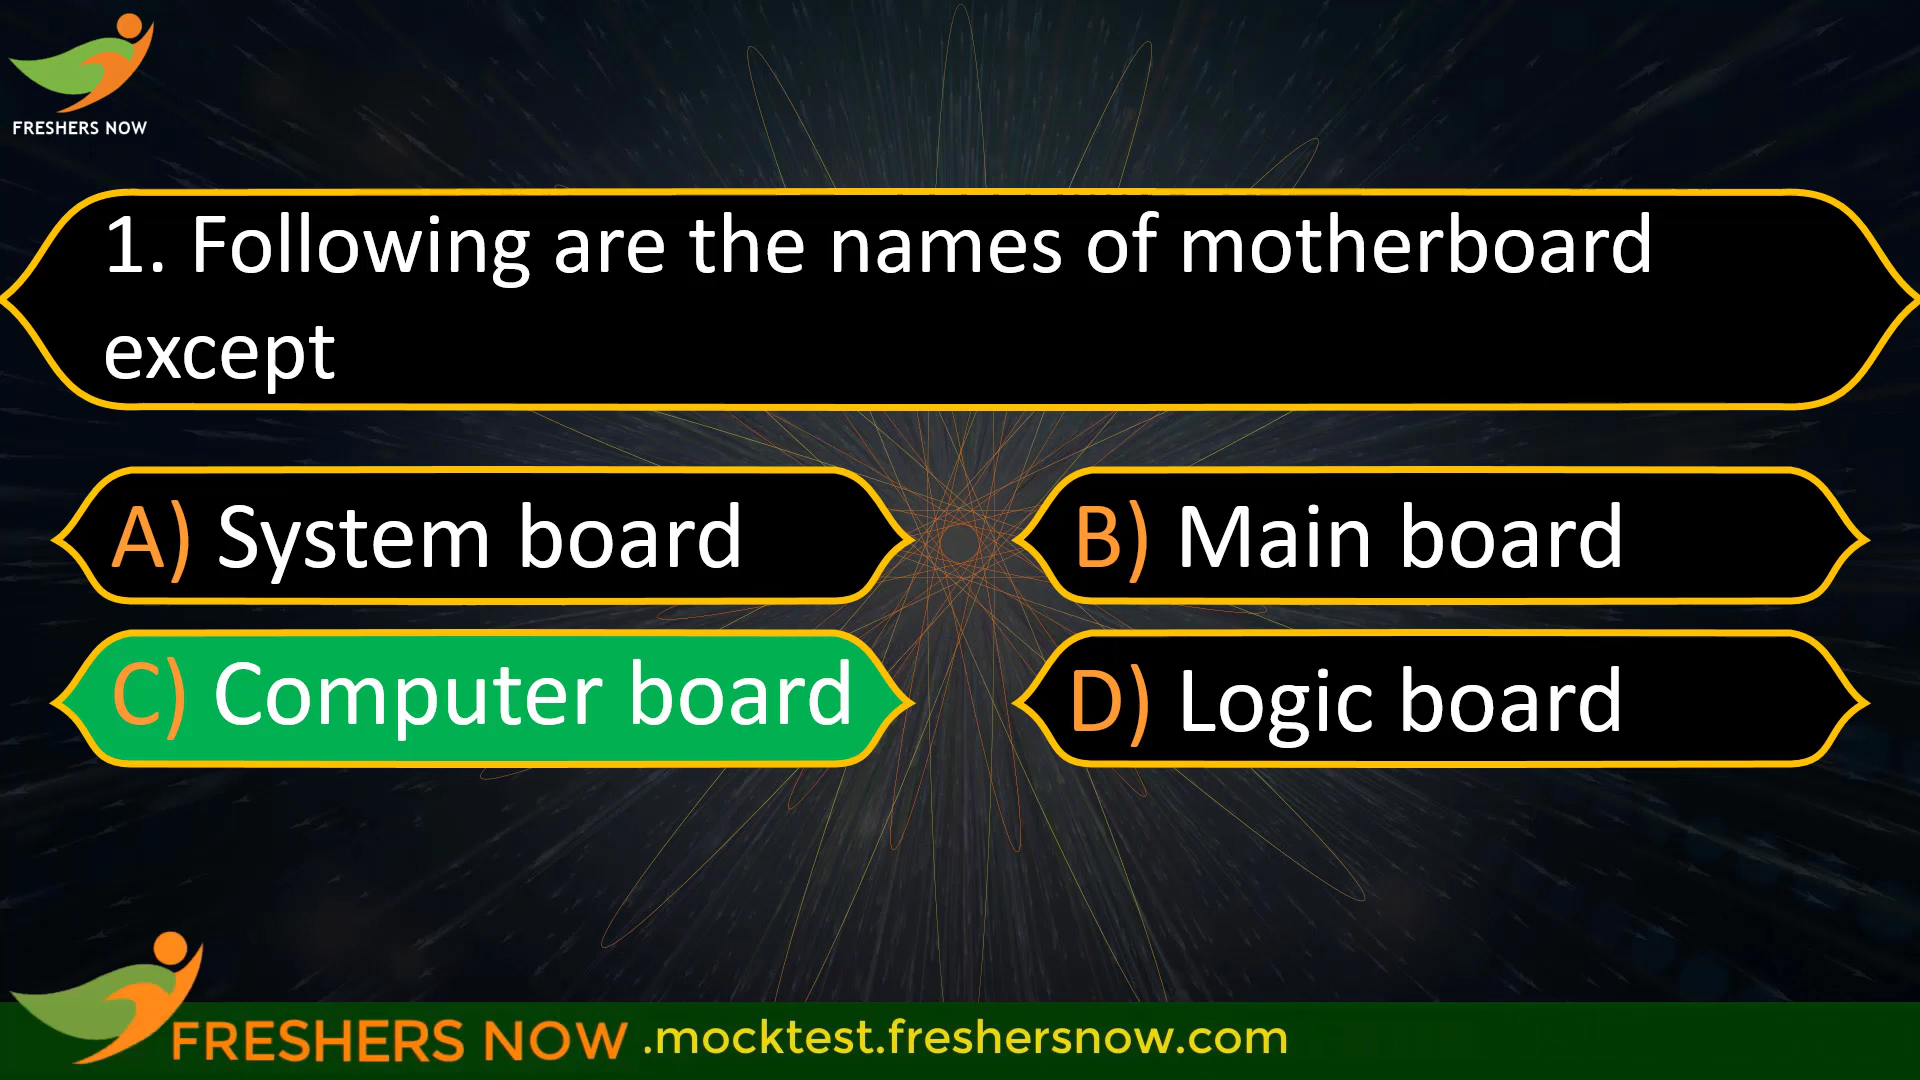 FRESHERS NOW
1. Following are the names of motherboard
except
A) System board
B) Main board
C) Computer board
D) Logic board
FRESHERS NOW .mocktest.freshersnow.com